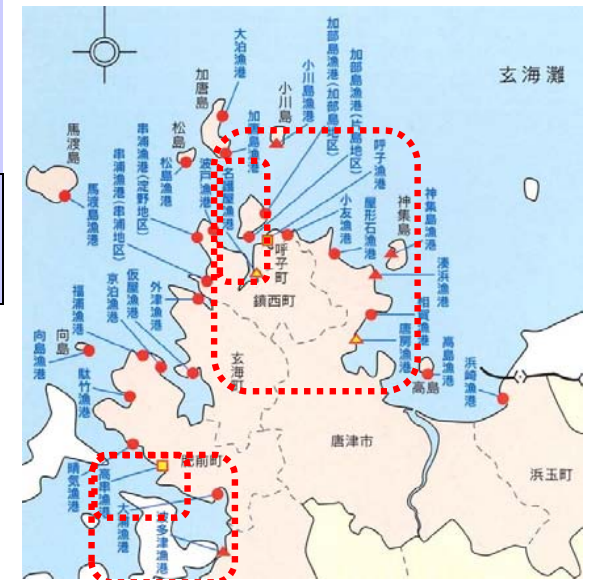 玄海灘
大泊漁港
加唐島
加唐島漁港
小川島
小川島漁港
加部島漁港(加部島地区)
加部島漁港(片島地区)
呼子漁港
松島
松島漁港
馬渡島
馬渡島漁港
串浦漁港(淀野地区)
串浦漁港(串浦地区)
波戸漁港
名護屋漁港
小友漁港
屋形石漁港
神集島
神集島漁港
湊浜漁港
相賀漁港
唐房漁港
高島
高島漁港
浜崎漁港
呼子町
鎮西町
玄海町
外津漁港
仮屋漁港
京泊漁港
福浦漁港
向島
向島漁港
駄竹漁港
晴気漁港
高串漁港
大浦漁港
波多津漁港
肥前町
唐津市
浜玉町